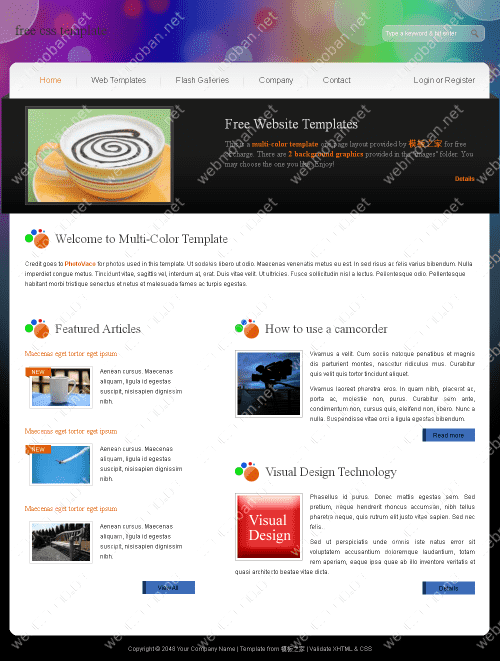 free css template
Type a keyword & hit enter
Home
Web Templates
Flash Galleries
Company
Contact
Login or Register
Free Website Templates
This is a multi-color template one page layout provided by 模板之家 for free
of charge. There are 2 background graphics provided in the "images" folder. You
may choose the one you like. Enjoy!
Details
Welcome to Multi-Color Template
Credit goes to PhotoVaco for photos used in this template. Ut sodales libero ut odio. Maecenas venenatis metus eu est. In sed risus ac felis varius bibendum. Nulla
imperdiet congue metus. Tincidunt vitae, sagittis vel, interdum at, erat. Duis vitae velit. Ut ultricies. Fusce sollicitudin nisl a lectus. Pellentesque odio. Pellentesque
habitant morbi tristique senectus et netus et malesuada fames ac turpis egestas.
Featured Articles
Maecenas eget tortor eget ipsum
NEW
Aenean cursus. Maecenas
aliquam, ligula id egestas
suscipit, nisisapien dignissim
nibh.
Maecenas eget tortor eget ipsum
NEW
Aenean cursus. Maecenas
aliquam, ligula id egestas
suscipit, nisisapien dignissim
nibh.
Maecenas eget tortor eget ipsum
Aenean cursus. Maecenas
aliquam, ligula id egestas
suscipit, nisisapien dignissim
nibh.
View All
How to use a camcorder
Vivamus a velit. Cum sociis natoque penatibus et magnis
dis parturient montes, nascetur ridiculus mus. Curabitur
quis velit quis tortor tincidunt aliquet.
Vivamus laoreet pharetra eros. In quam nibh, placerat ac,
porta ac, molestie non, purus. Curabitur sem ante,
condimentum non, cursus quis, eleifend non, libero. Nunc a
nulla. Suspendisse vitae orci a ligula egestas bibendum.
Read more
Visual Design Technology
Visual
Design
Phasellus id purus. Donec mattis egestas sem. Sed
pretium, neque hendrerit rhoncus accumsan, nibh tellus
pharetra neque, quis rutrum elit justo vitae sapien. Sed nec
felis.
Sed ut perspiciatis unde omnis iste natus error sit
voluptatem accusantium doloremque laudantium, totam
rem aperiam, eaque ipsa quae ab illo inventore veritatis et
quasi architecto beatae vitae dicta.
Details
Copyright © 2048 Your Company Name | Template from 模板之家 | Validate XHTML & CSS
www.webmoban.net